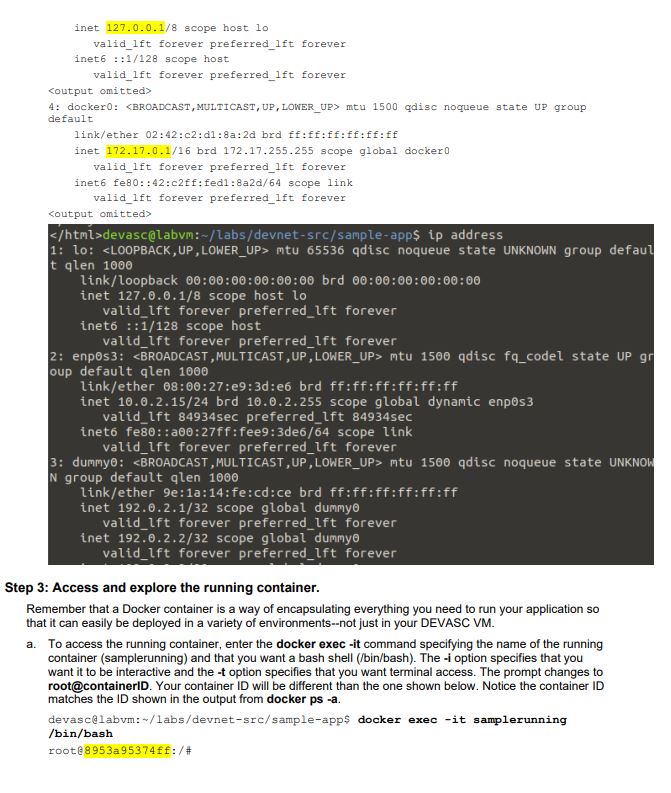 inet 127.0.0.1/8 scope host lo
valid_lft forever preferred_lft forever
inet6 ::1/128 scope host
valid_lft forever preferred_lft forever
<output omitted>
4: docker0: <BROADCAST,MULTICAST,UP,LOWER_UP> mtu 1500 qdisc noqueue state UP group
default
link/ether 02:42:c2:d1:8a:2d brd ff:ff:ff:ff:ff:ff
inet 172.17.0.1/16 brd 172.17.255.255 scope global docker0
valid_lft forever preferred_lft forever
inet6 fe80::42:c2ff:fed1:8a2d/64 scope link
valid_lft forever preferred_lft forever
<output omitted>
</html>devasc@labvm:~/labs/devnet-src/sample-app$ ip address
1: lo: <LOOPBACK,UP,LOWER_UP> mtu 65536 qdisc noqueue state UNKNOWN group defaul
t qlen 1000
link/loopback 00:00:00:00:00:00 brd 00:00:00:00:00:00
inet 127.0.0.1/8 scope host lo
valid_lft forever preferred_lft forever
inet6 ::1/128 scope host
valid_lft forever preferred_lft forever
2: enp0s3: <BROADCAST,MULTICAST,UP,LOWER_UP> mtu 1500 qdisc fq_codel state UP gr
oup default qlen 1000
link/ether 08:00:27:e9:3d:e6 brd ff:ff:ff:ff:ff:ff
inet 10.0.2.15/24 brd 10.0.2.255 scope global dynamic enp0s3
valid_lft 84934sec preferred_lft 84934sec
inet6 fe80::a00:27ff:fee9:3de6/64 scope link
valid_lft forever preferred_lft forever
3: dummy0: <BROADCAST,MULTICAST,UP,LOWER_UP> mtu 1500 qdisc noqueue state UNKNOW
N group default qlen 1000
link/ether 9e:1a:14:fe:cd:ce brd ff:ff:ff:ff:ff:ff
inet 192.0.2.1/32 scope global dummy0
valid_lft forever preferred_lft forever
inet 192.0.2.2/32 scope global dummy0
valid_lft forever preferred_lft forever
Step 3: Access and explore the running container.
Remember that a Docker container is a way of encapsulating everything you need to run your application so
that it can easily be deployed in a variety of environments--not just in your DEVASC VM.
a. To access the running container, enter the docker exec -it command specifying the name of the running
container (samplerunning) and that you want a bash shell (/bin/bash). The -i option specifies that you
want it to be interactive and the -t option specifies that you want terminal access. The prompt changes to
root@containerID. Your container ID will be different than the one shown below. Notice the container ID
matches the ID shown in the output from docker ps -a.
devasc@labvm:~/labs/devnet-src/sample-app$ docker exec -it samplerunning
/bin/bash
root@8953a95374ff:/#